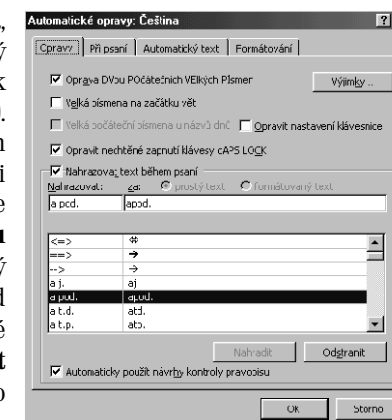 Automatické opravy: Čeština
Opravy Při psaní Automatický text Formátování
Oprava DVou POčátečních VElkých PÍsmen
Výjimky ..
Velká písmena na začátku vět
Velká počáteční písmena u názvů dnů Opravit nastavení klávesnice
Opravit nechtěné zapnutí klávesy cAPS LOCK
Nahrazovat text během psaní
Nahrazovat: za: prostý text formátovaný text
a pod. apod.
<=> ⇔
==> →
--> →
a j. aj
a pod. apod.
a t.d. atd.
a t.p. atp.
Nahradit Odstranit
Automaticky použít návrhy kontroly pravopisu
OK Storno